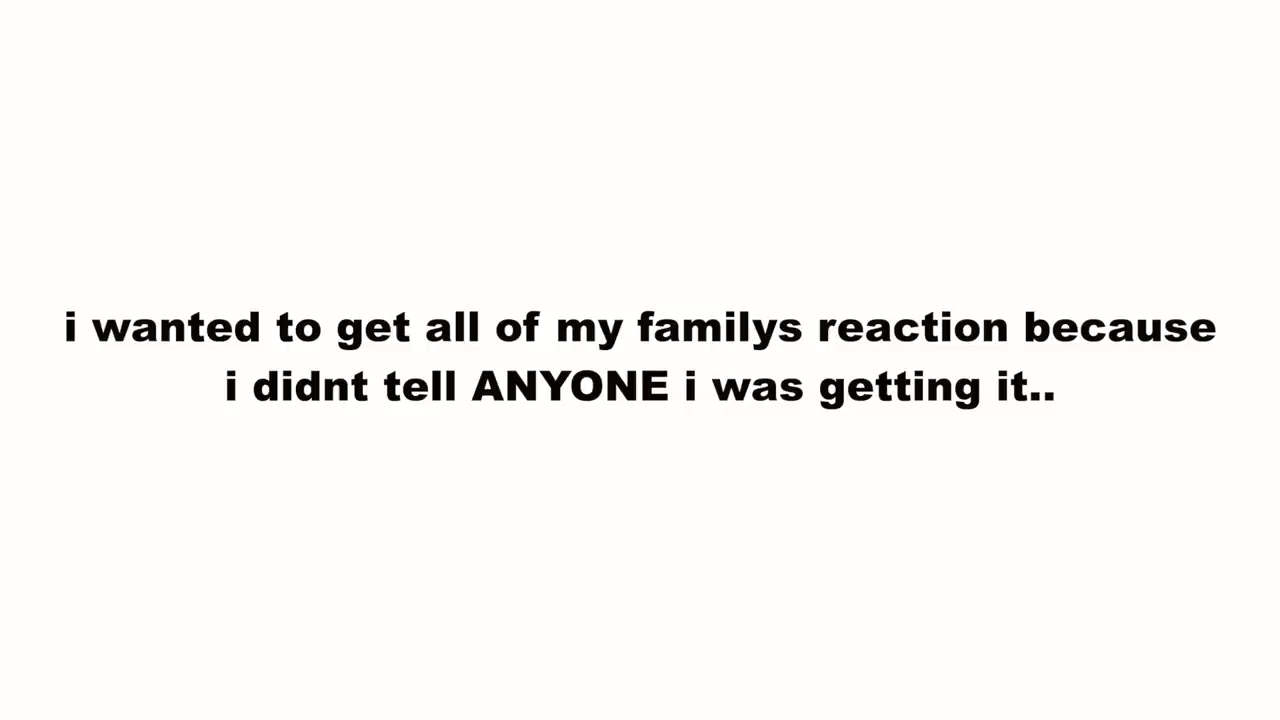 i wanted to get all of my familys reaction because
i didnt tell ANYONE i was getting it..